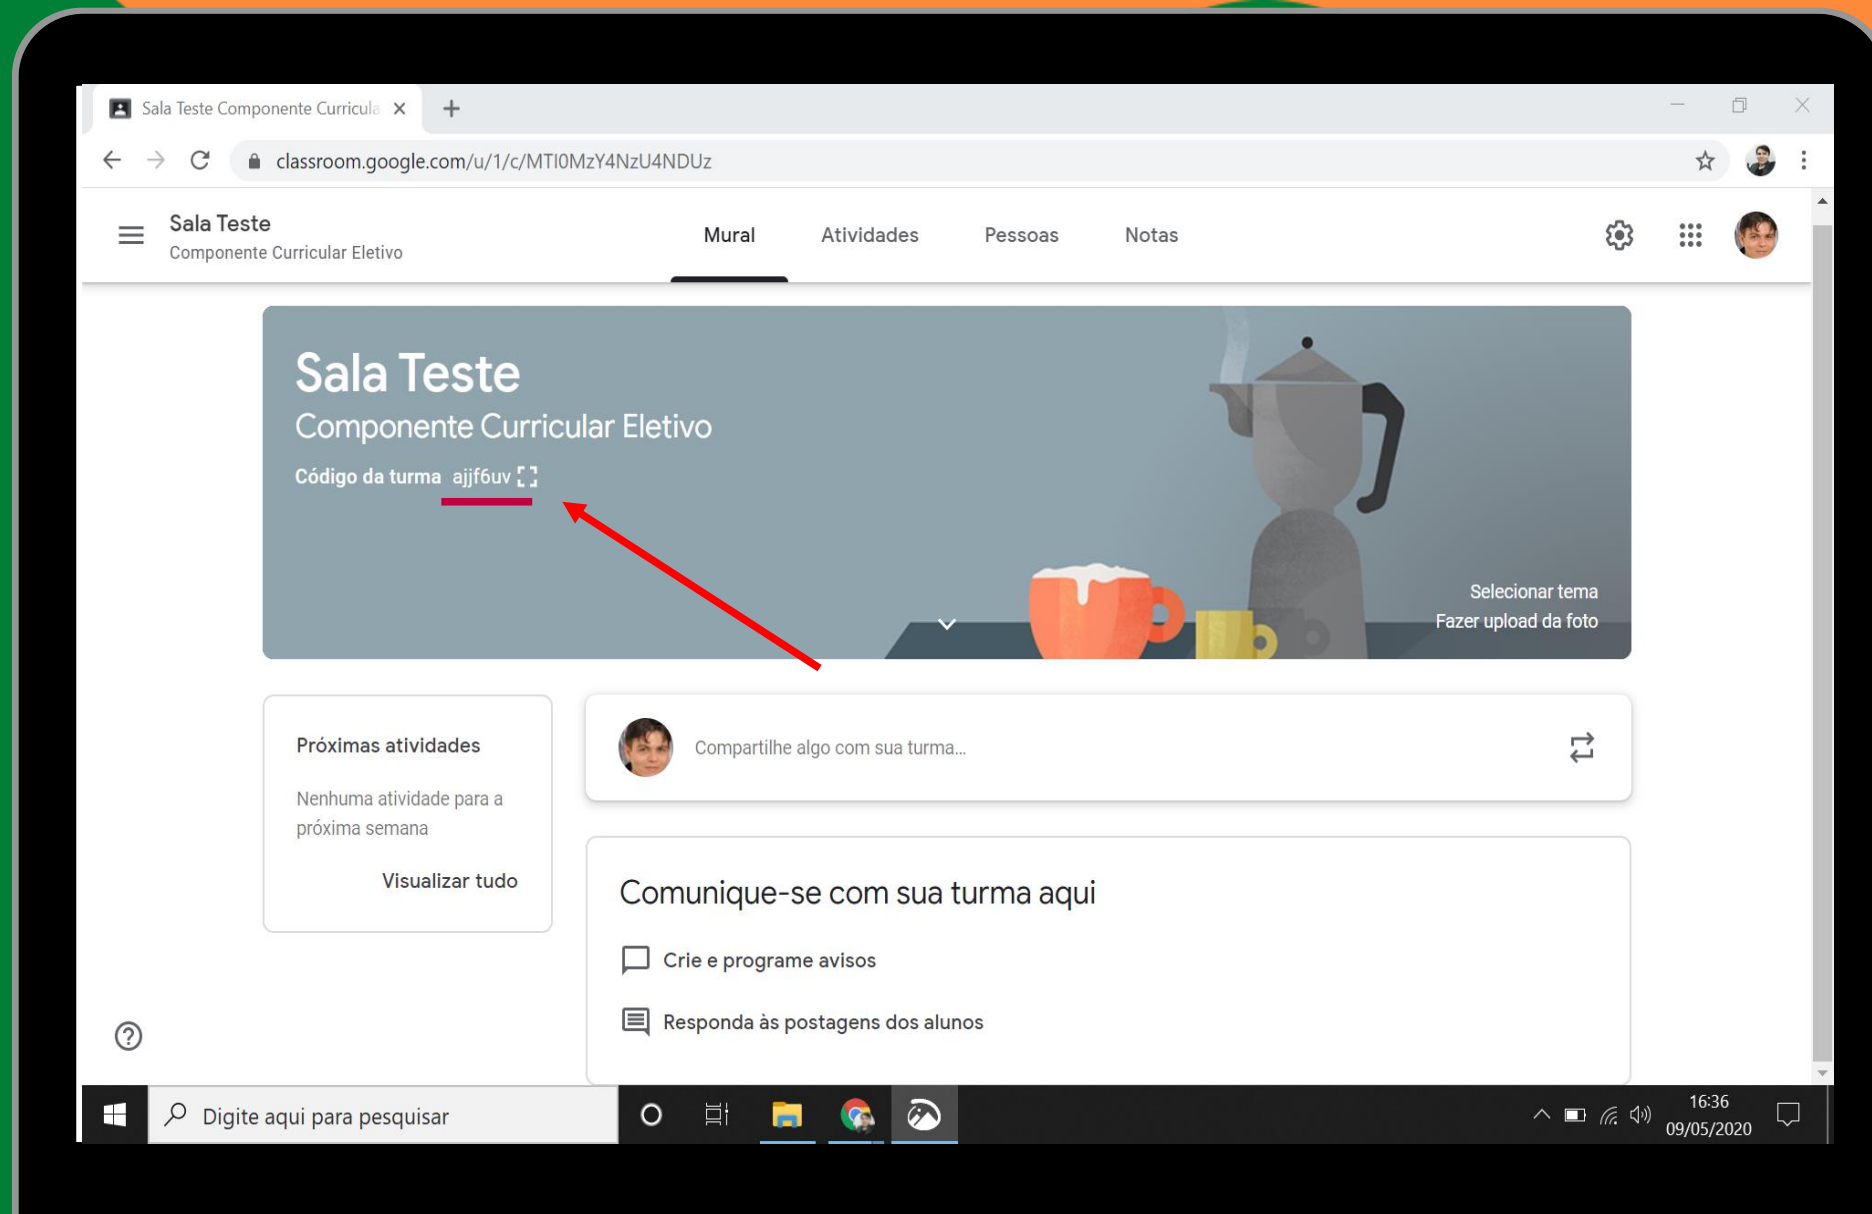 Sala Teste Componente Curricula
classroom.google.com/u/1/c/MTI0MzY4NzU4NDUz
Sala Teste
Componente Curricular Eletivo
Mural Atividades Pessoas Notas
Sala Teste
Componente Curricular Eletivo
Código da turma ajjf6uv
Selecionar tema
Fazer upload da foto
Próximas atividades
Nenhuma atividade para a
próxima semana
Visualizar tudo
Compartilhe algo com sua turma...
Comunique-se com sua turma aqui
Crie e programe avisos
Responda às postagens dos alunos
Digite aqui para pesquisar
16:36
09/05/2020